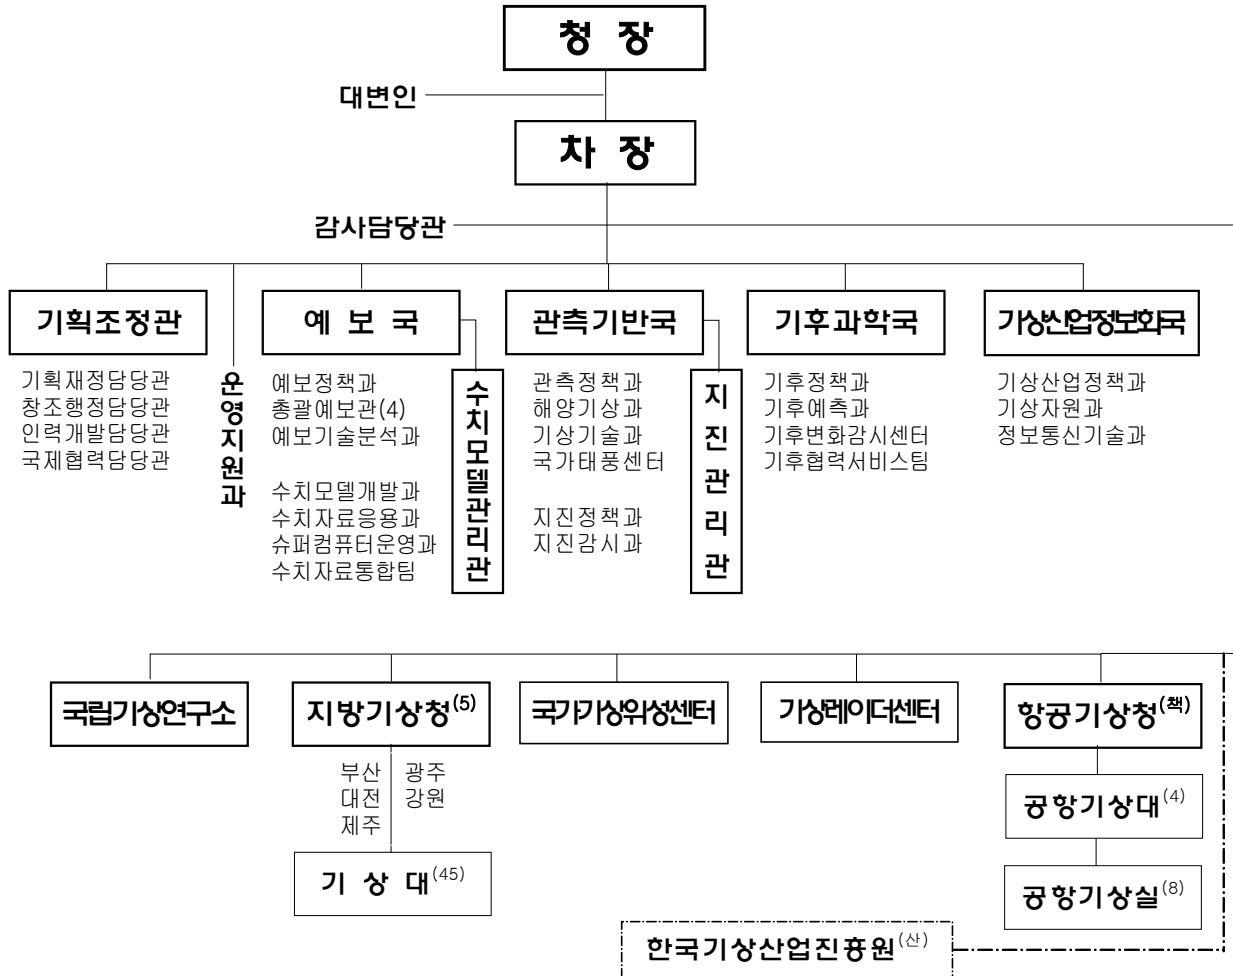 청 장
대변인
차 장
감사담당관
기획조정관
기획재정담당관
창조행정담당관
인력개발담당관
국제협력담당관
운영지원과
예 보 국
예보정책과
총괄예보관(4)
예보기술분석과
수치모델개발과
수치자료응용과
슈퍼컴퓨터운영과
수치자료통합팀
수치모델관리관
관측기반국
관측정책과
해양기상과
기상기술과
국가태풍센터
지진정책과
지진감시과
지진관리관
기후과학국
기후정책과
기후예측과
기후변화감시센터
기후협력서비스팀
기상산업정보화국
기상산업정책과
기상자원과
정보통신기술과
국립기상연구소
지방기상청(5)
부산 광주
대전 강원
제주
기 상 대(45)
국가기상위성센터
기상레이더센터
항공기상청(책)
공항기상대(4)
공항기상실(8)
한국기상산업진흥원(산)